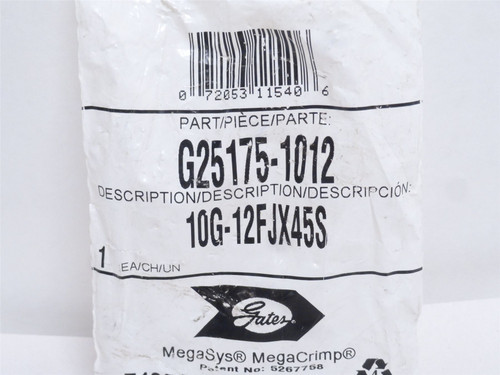 0 72053 11540 6
PART/PIÈCE/PARTE:
G25175-1012
DESCRIPTION/DESCRIPTION/DESCRIPCIÓN:
10G-12FJX45S
1 EA/CH/UN
Gates
MegaSys® MegaCrimp®
Patent No: 5267758